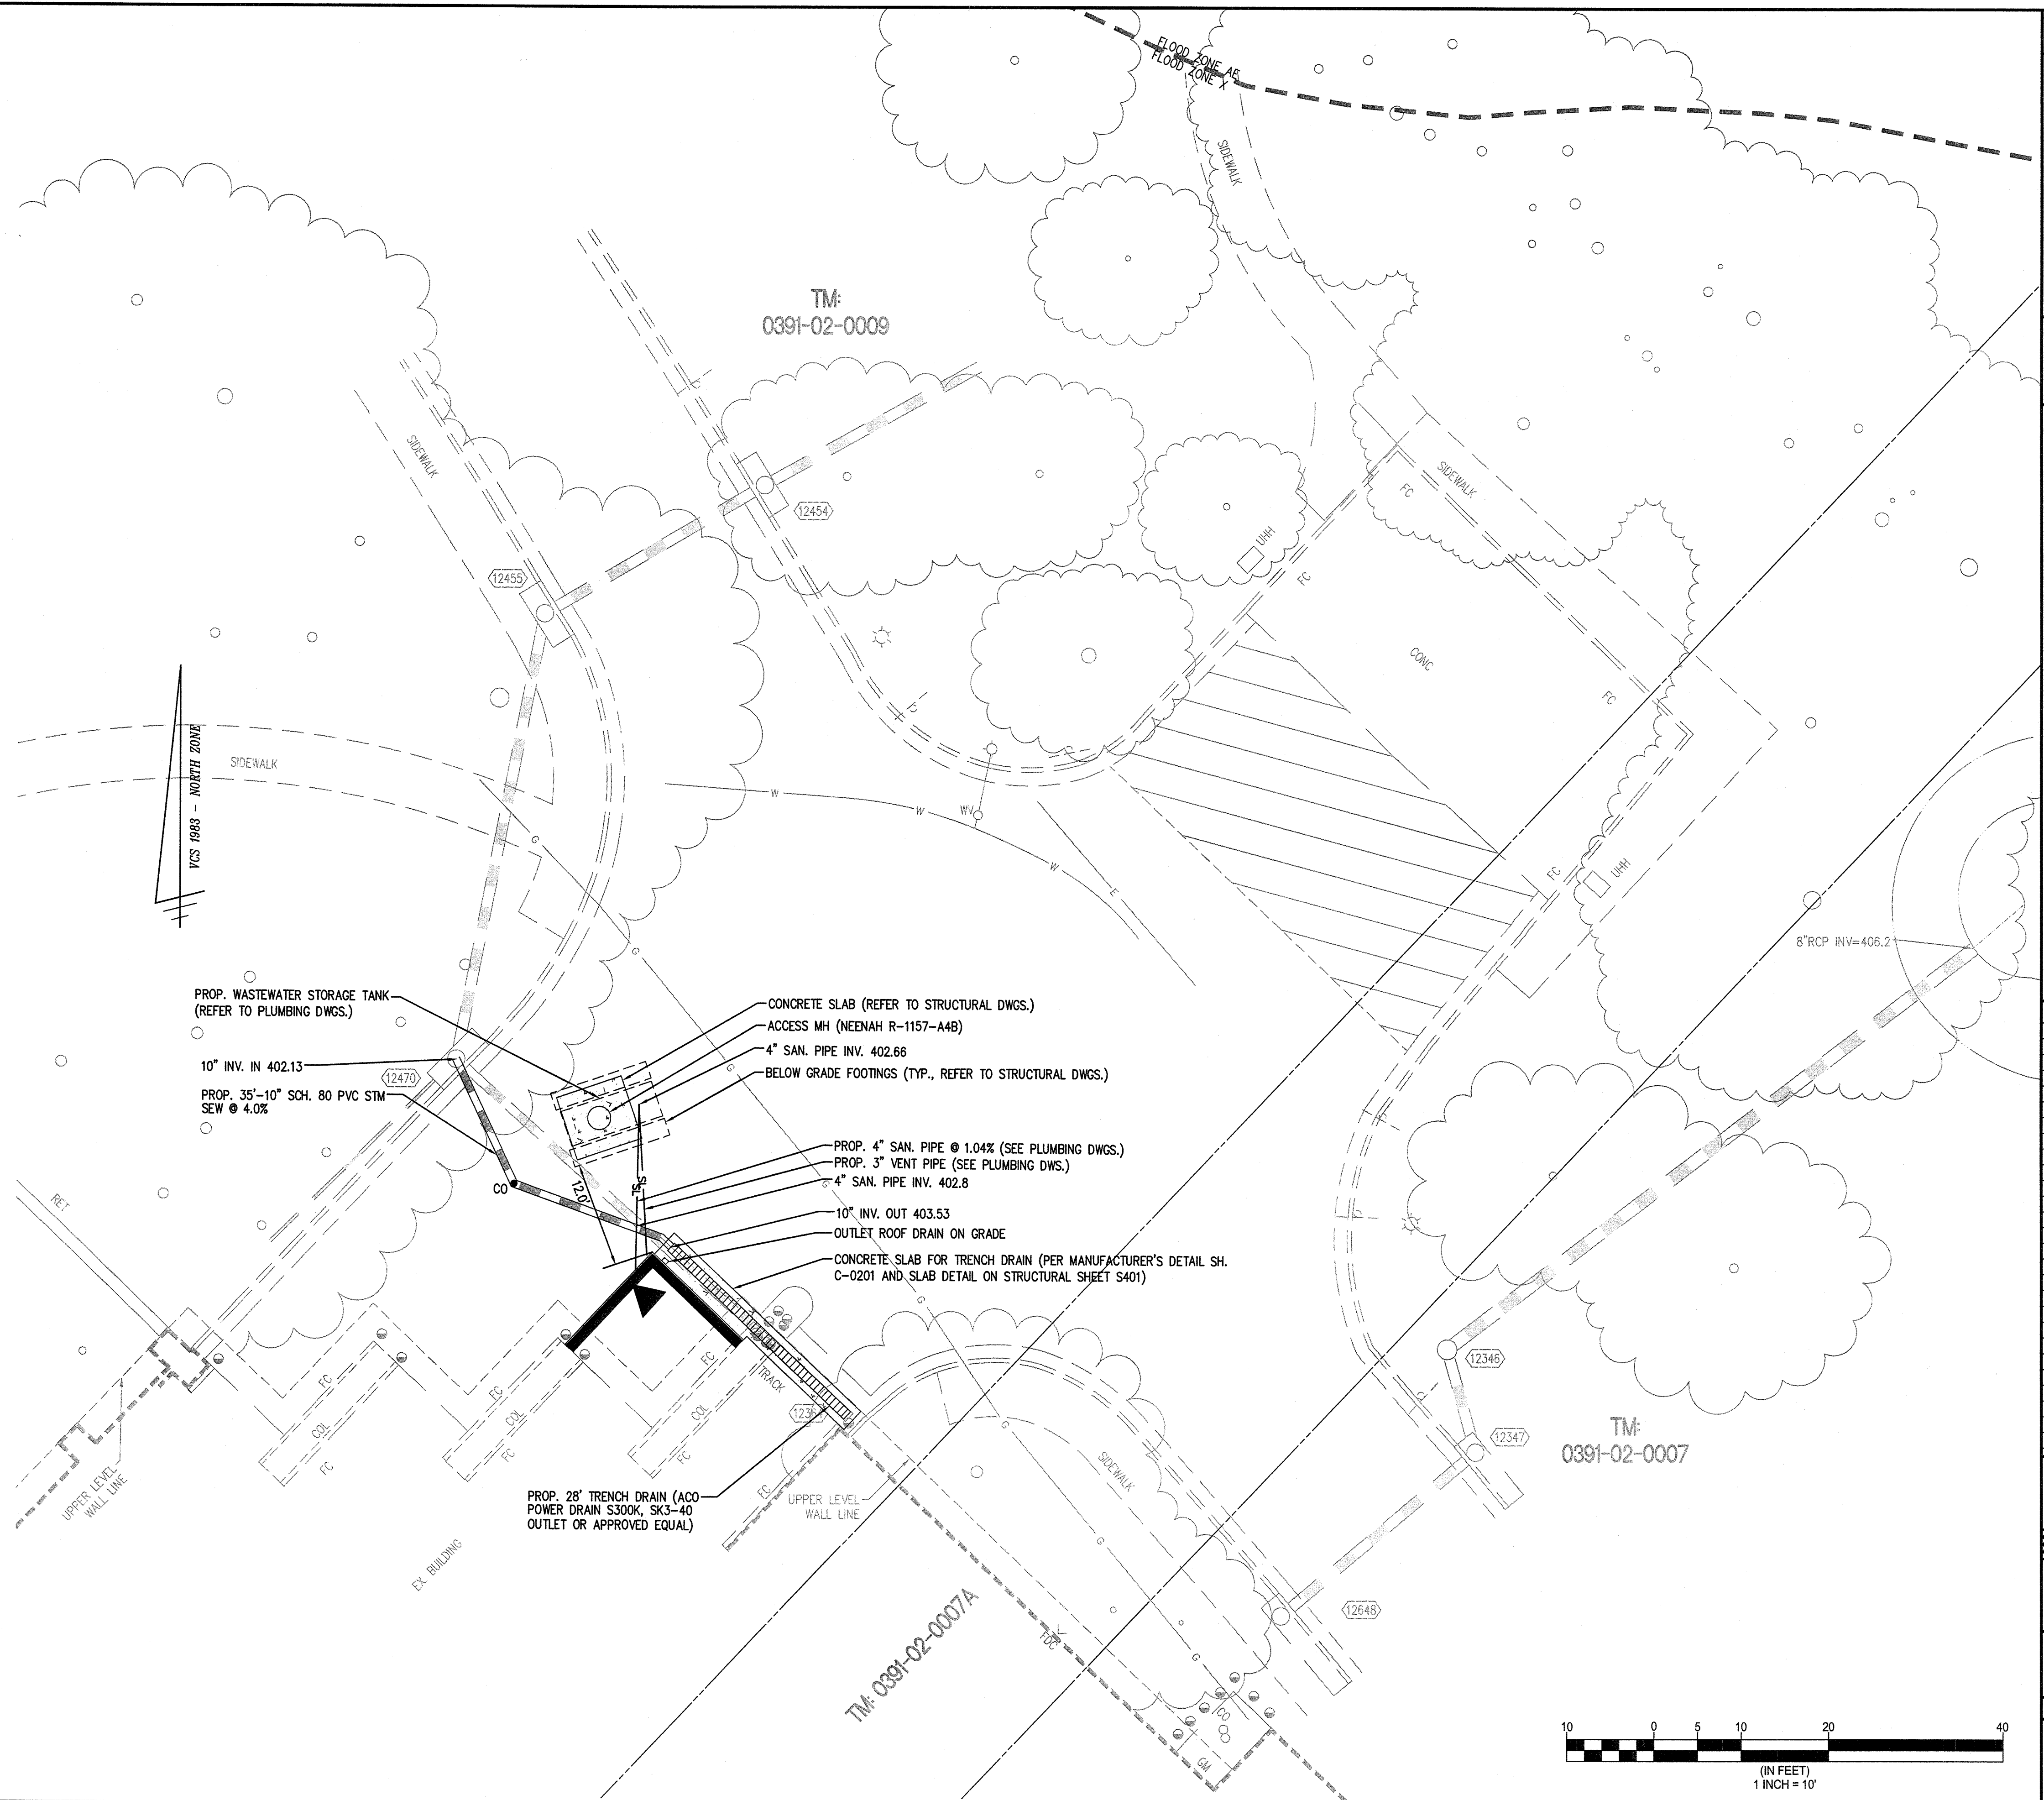 FLOOD ZONE AE
FLOOD ZONE X
SIDEWALK
TM:
0391-02-0009
SIDEWALK
12454
12455
UHH
FC
SIDEWALK
FC
CONC
FC
VCS 1983 - NORTH ZONE
SIDEWALK
G
W
W
WV
W
E
FC
UHH
8"RCP INV=406.2
G
G
PROP. WASTEWATER STORAGE TANK
(REFER TO PLUMBING DWGS.)
10" INV. IN 402.13
12470
PROP. 35'-10" SCH. 80 PVC STM
SEW @ 4.0%
CONCRETE SLAB (REFER TO STRUCTURAL DWGS.)
ACCESS MH (NEENAH R-1157-A4B)
4" SAN. PIPE INV. 402.66
BELOW GRADE FOOTINGS (TYP., REFER TO STRUCTURAL DWGS.)
PROP. 4" SAN. PIPE @ 1.04% (SEE PLUMBING DWGS.)
PROP. 3" VENT PIPE (SEE PLUMBING DWS.)
4" SAN. PIPE INV. 402.8
10" INV. OUT 403.53
OUTLET ROOF DRAIN ON GRADE
CONCRETE SLAB FOR TRENCH DRAIN (PER MANUFACTURER'S DETAIL SH.
C-0201 AND SLAB DETAIL ON STRUCTURAL SHEET S401)
CO
12.0'
G
G
RET
FC
COL
FC
FC
COL
FC
FC
COL
FC
TRACK
UPPER LEVEL
WALL LINE
PROP. 28' TRENCH DRAIN (ACO
POWER DRAIN S300K, SK3-40
OUTLET OR APPROVED EQUAL)
FC
UPPER LEVEL
WALL LINE
EX. BUILDING
G
SIDEWALK
G
12346
12347
TM:
0391-02-0007
12648
TM: 0391-02-0007A
FDC
G
CO
GM
10 0 5 10 20 40
(IN FEET)
1 INCH = 10'